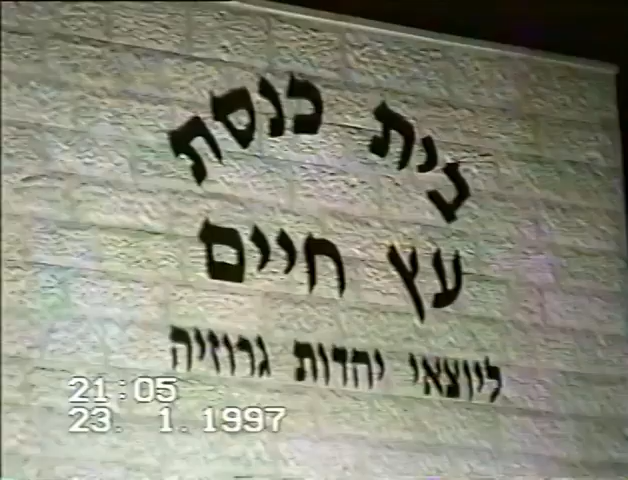 בית כנסת
עץ חיים
ליוצאי יהדות גרוזיה
21:05
23. 1.1997